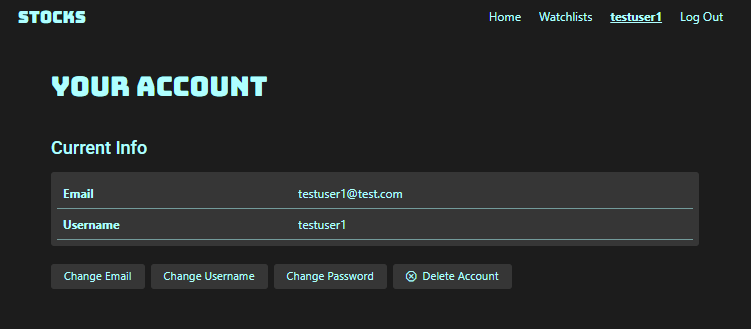 STOCKS Home Watchlists testuser1 Log Out
YOUR ACCOUNT
Current Info
Email testuser1@test.com
Username testuser1
Change Email Change Username Change Password Delete Account